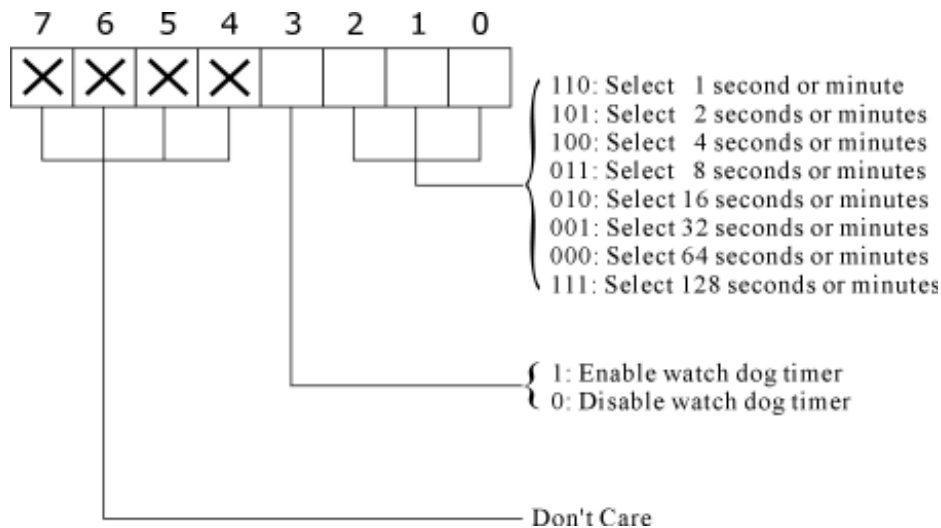 7 6 5 4 3 2 1 0
110: Select 1 second or minute
101: Select 2 seconds or minutes
100: Select 4 seconds or minutes
011: Select 8 seconds or minutes
010: Select 16 seconds or minutes
001: Select 32 seconds or minutes
000: Select 64 seconds or minutes
111: Select 128 seconds or minutes
1: Enable watch dog timer
0: Disable watch dog timer
Don't Care